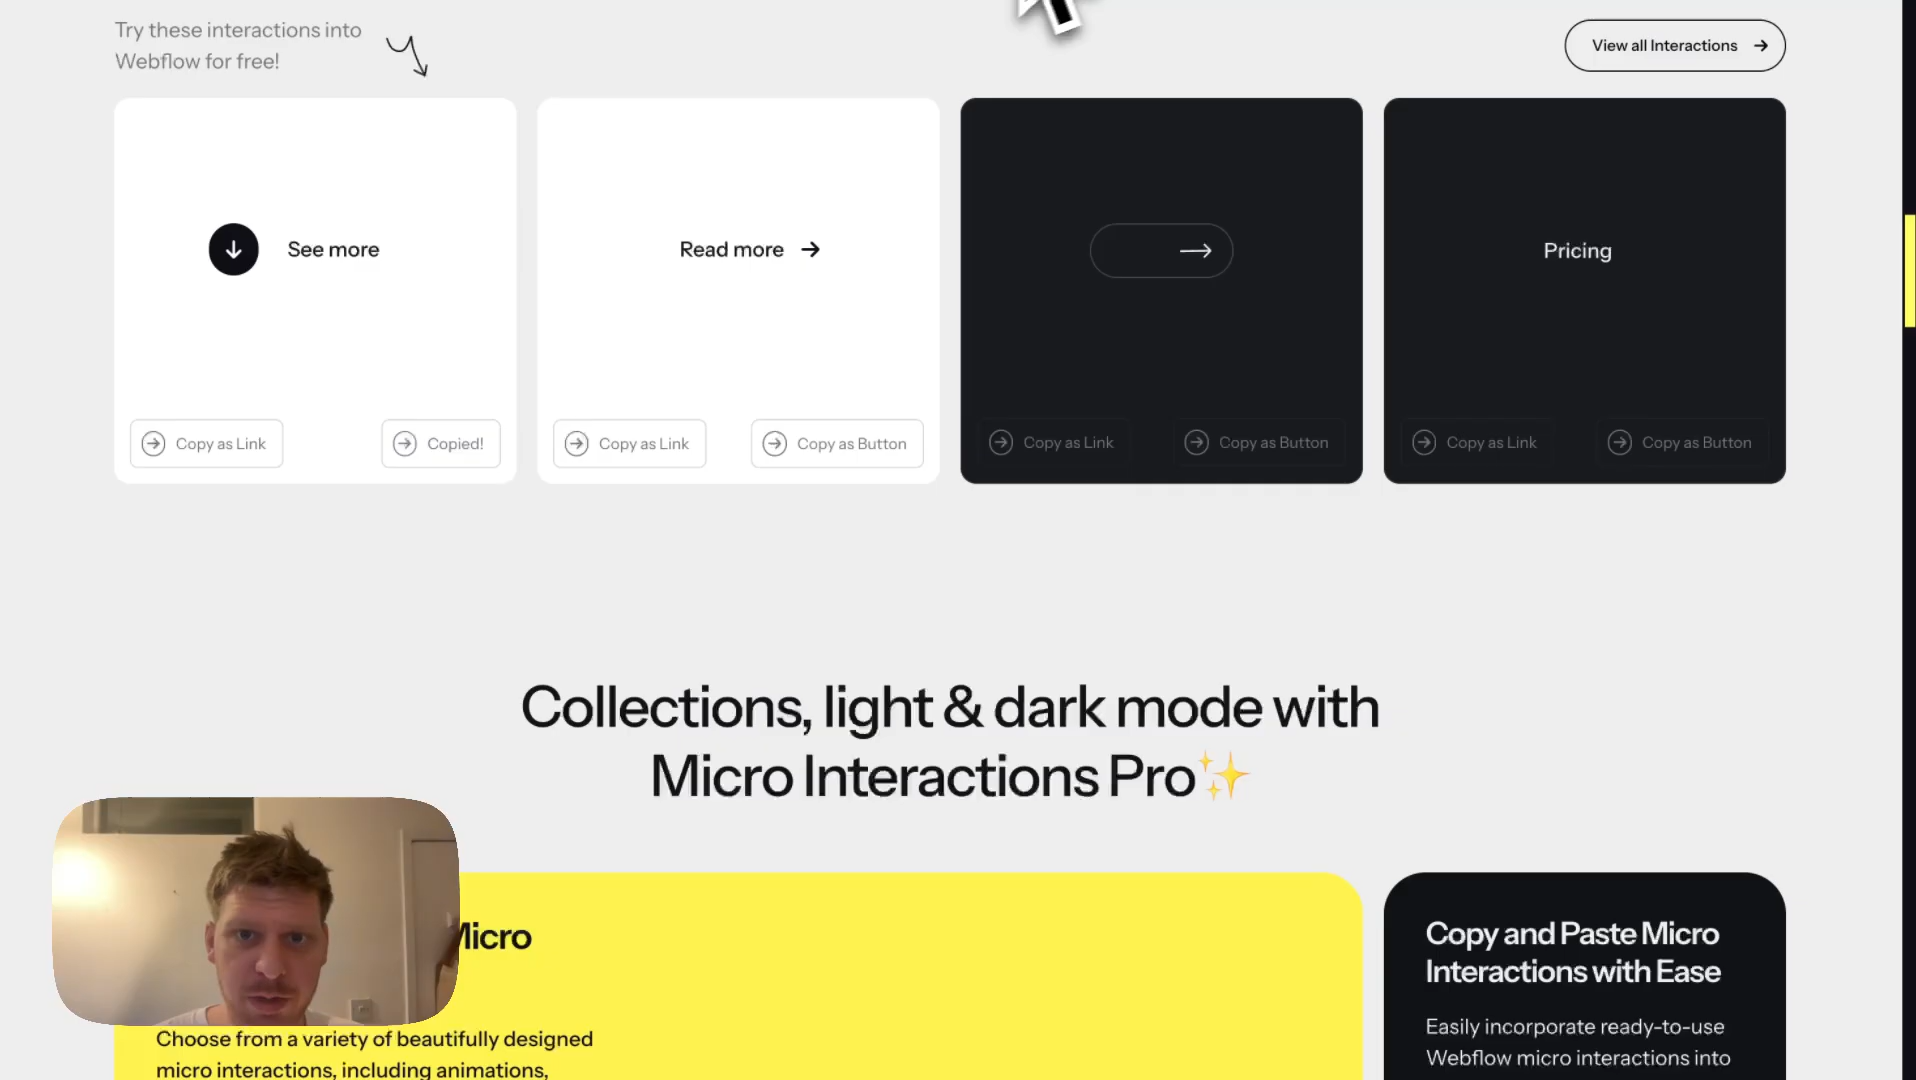 Try these interactions into
Webflow for free!
View all Interactions
See more
Read more
Pricing
Copy as Link
Copied!
Copy as Link
Copy as Button
Copy as Link
Copy as Button
Copy as Link
Copy as Button
Collections, light & dark mode with
Micro Interactions Pro✨
Micro
Choose from a variety of beautifully designed
micro interactions, including animations,
Copy and Paste Micro
Interactions with Ease
Easily incorporate ready-to-use
Webflow micro interactions into